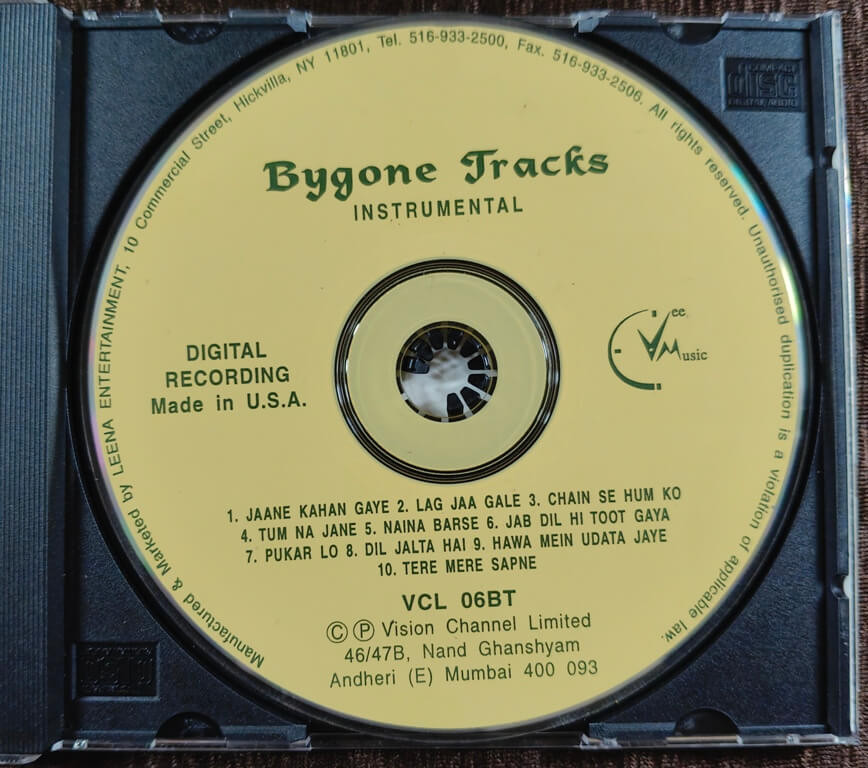 Manufactured & Marketed by LEENA ENTERTAINMENT, 10 Commercial Street, Hickvilla, NY 11801, Tel. 516-933-2500, Fax. 516-933-2506. All rights reserved. Unauthorised duplication is a violation of applicable law.
COMPACT
disc
DIGITAL AUDIO
Bygone Tracks
INSTRUMENTAL
Vee
Music
DIGITAL
RECORDING
Made in U.S.A.
1. JAANE KAHAN GAYE 2. LAG JAA GALE 3. CHAIN SE HUM KO
4. TUM NA JANE 5. NAINA BARSE 6. JAB DIL HI TOOT GAYA
7. PUKAR LO 8. DIL JALTA HAI 9. HAWA MEIN UDATA JAYE
10. TERE MERE SAPNE
VCL 06BT
©℗ Vision Channel Limited
46/47B, Nand Ghanshyam
Andheri (E) Mumbai 400 093